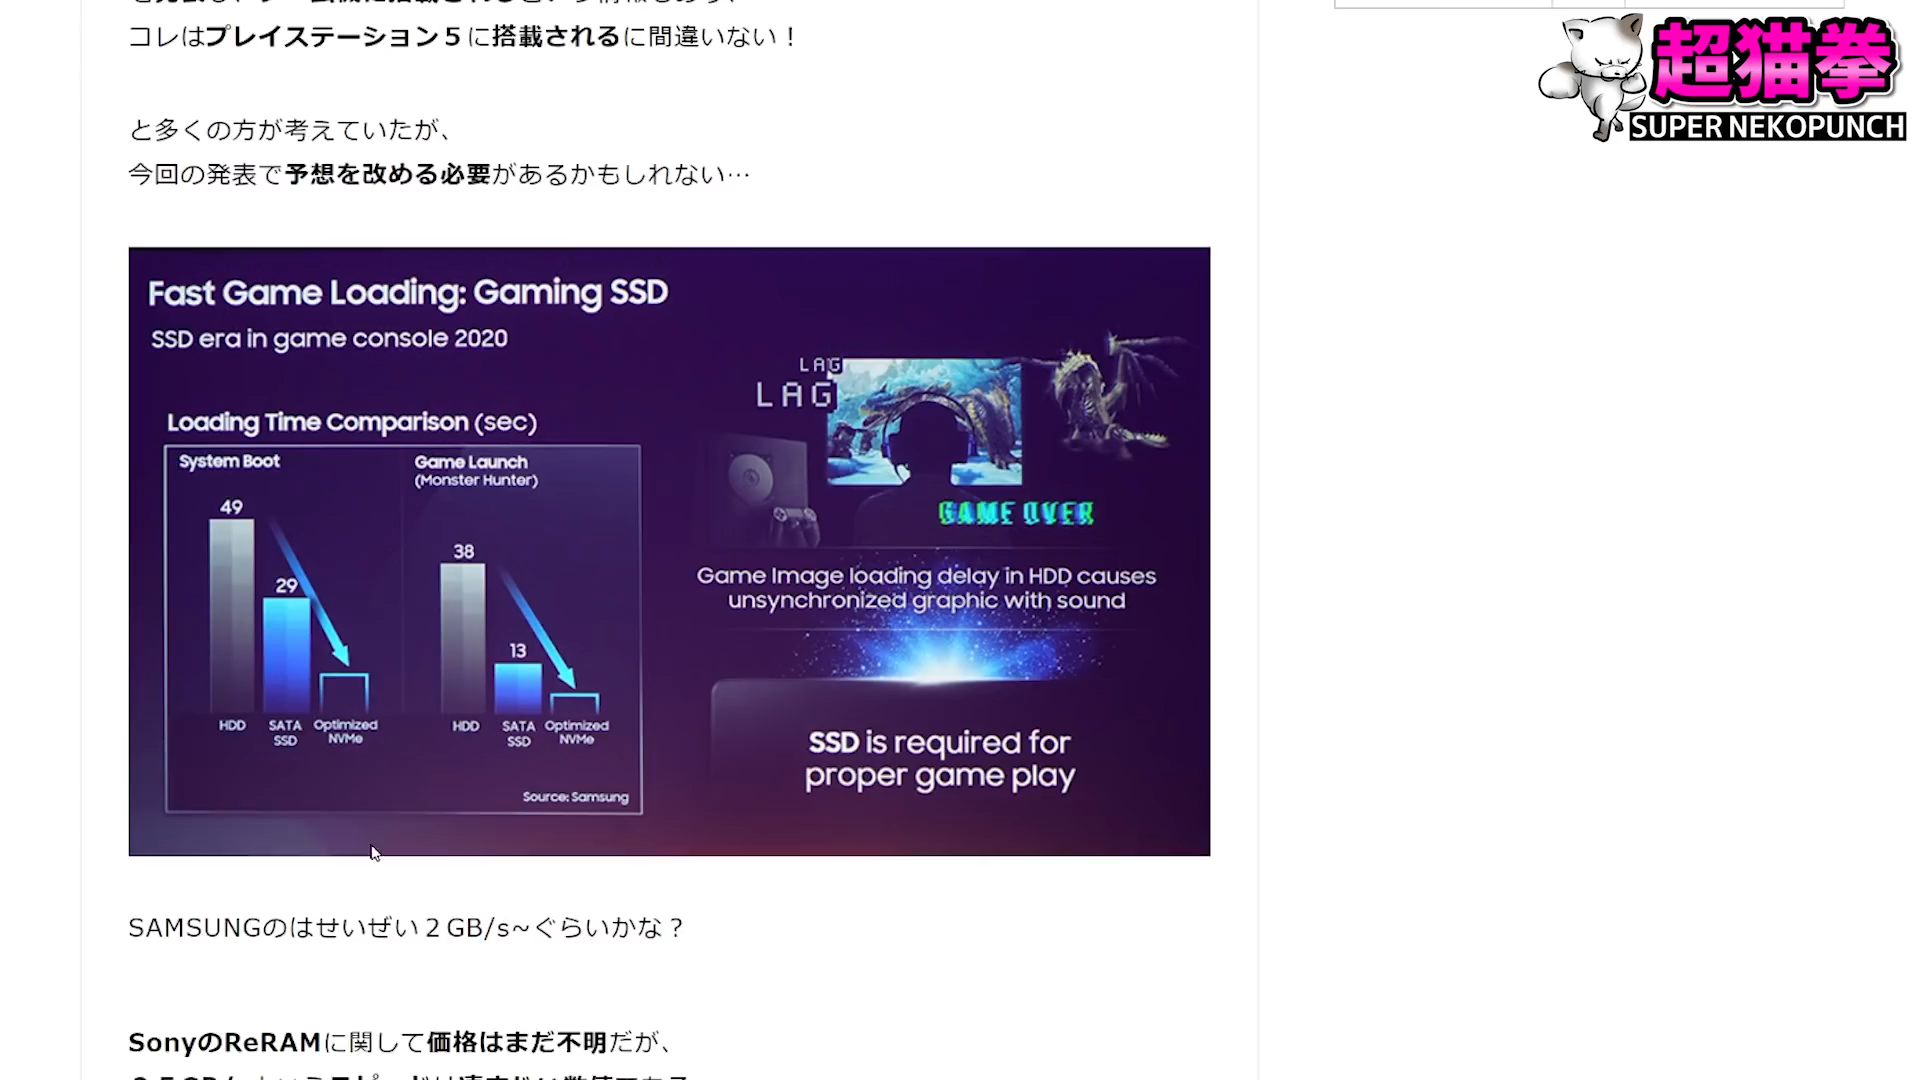 コレはプレイステーション５に搭載されるに間違いない！
超猫拳
SUPER NEKOPUNCH
と多くの方が考えていたが、
今回の発表で予想を改める必要があるかもしれない…
Fast Game Loading: Gaming SSD
SSD era in game console 2020
LAG
LAG
Loading Time Comparison (sec)
System Boot
49
29
HDD
SATA SSD
Optimized NVMe
Game Launch
(Monster Hunter)
38
13
HDD
SATA SSD
Optimized NVMe
Source: Samsung
GAME OVER
Game Image loading delay in HDD causes
unsynchronized graphic with sound
SSD is required for
proper game play
SAMSUNGのはせいぜい２GB/s~ぐらいかな？
SonyのReRAMに関して価格はまだ不明だが、